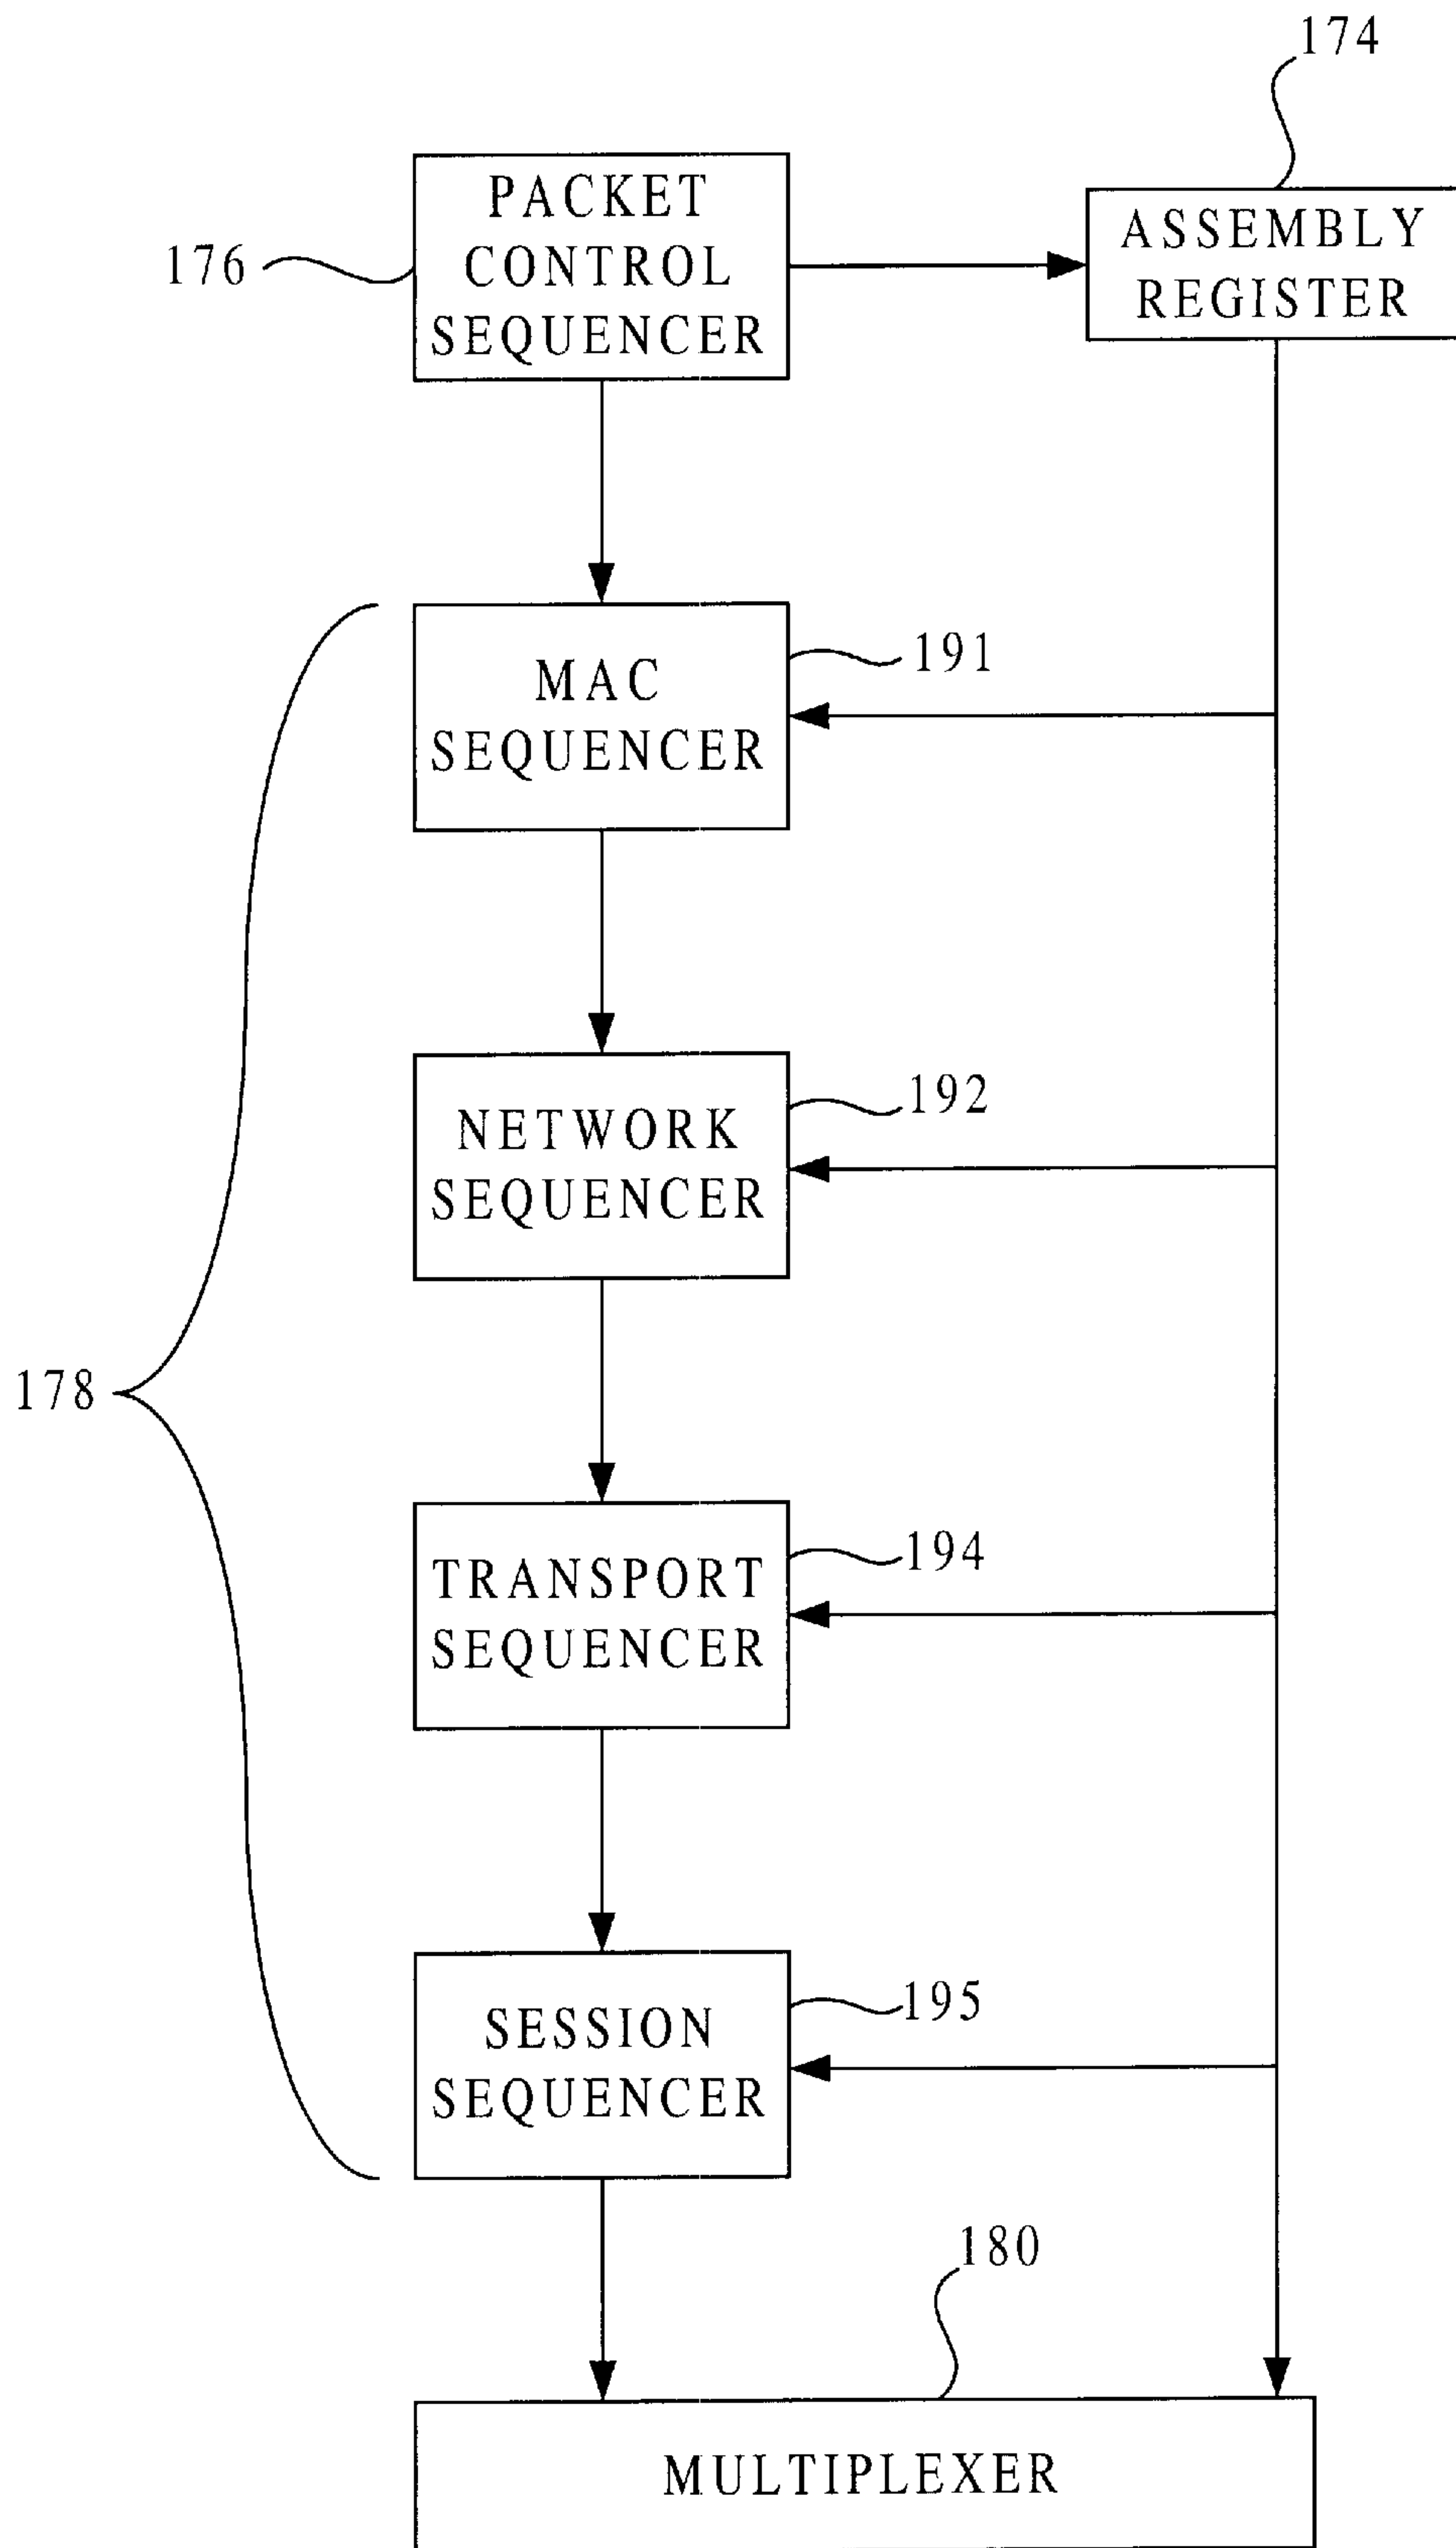 174
PACKET
CONTROL
SEQUENCER
176
ASSEMBLY
REGISTER
191
MAC
SEQUENCER
192
NETWORK
SEQUENCER
178
194
TRANSPORT
SEQUENCER
195
SESSION
SEQUENCER
180
MULTIPLEXER